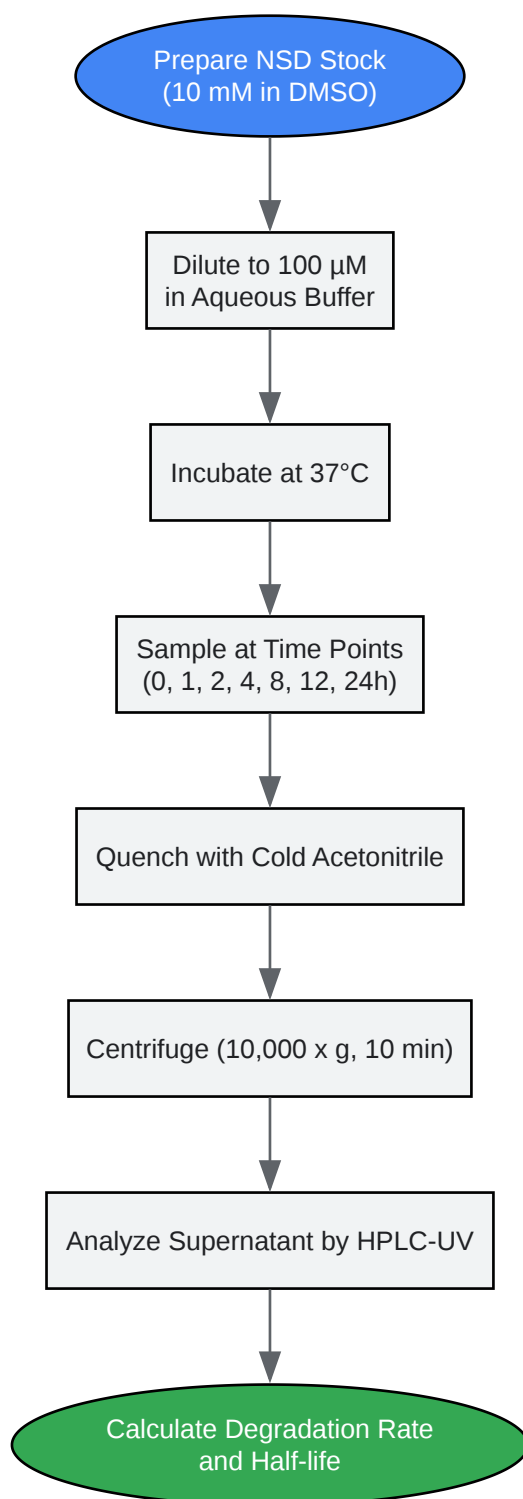 Prepare NSD Stock
(10 mM in DMSO)
Dilute to 100 µM
in Aqueous Buffer
Incubate at 37°C
Sample at Time Points
(0, 1, 2, 4, 8, 12, 24h)
Quench with Cold Acetonitrile
Centrifuge (10,000 x g, 10 min)
Analyze Supernatant by HPLC-UV
Calculate Degradation Rate
and Half-life